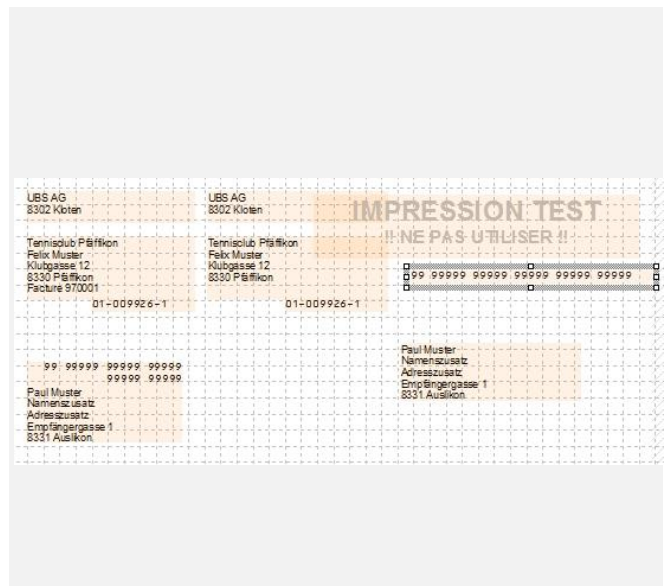 UBS AG
8302 Kloten
Tennisclub Pfäffikon
Felix Muster
Klubgasse 12
8330 Pfäffikon
Facture 970001
01-009926-1
99 99999 99999 99999
99999 99999
Paul Muster
Namenszusatz
Adresszusatz
Empfängergasse 1
8331 Auslikon
UBS AG
8302 Kloten
Tennisclub Pfäffikon
Felix Muster
Klubgasse 12
8330 Pfäffikon
01-009926-1
IMPRESSION TEST
!! NE PAS UTILISER !!
99 99999 99999 99999 99999 99999
Paul Muster
Namenszusatz
Adresszusatz
Empfängergasse 1
8331 Auslikon